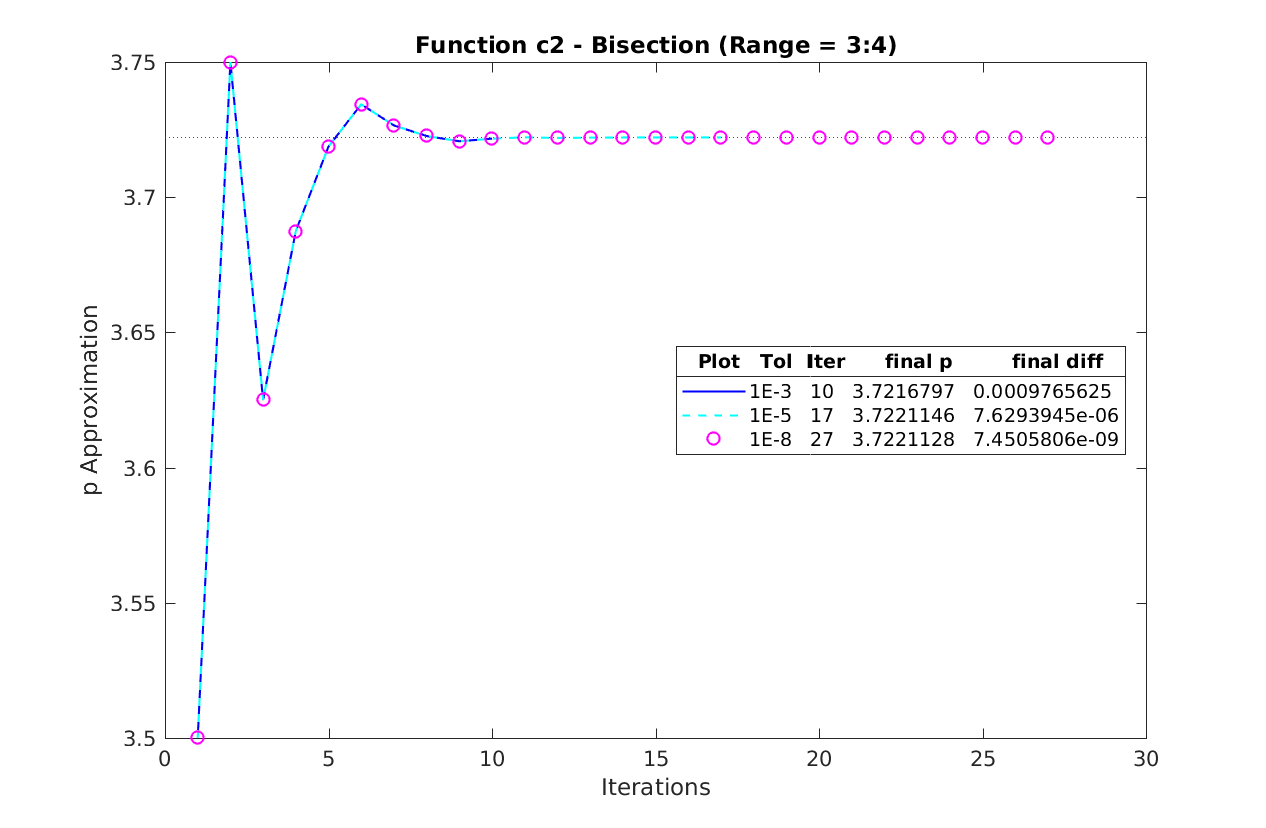 Function c2 - Bisection (Range = 3:4)
3.75
3.7
3.65
3.6
3.55
3.5
p Approximation
Plot Tol Iter final p final diff
1E-3 10 3.7216797 0.0009765625
1E-5 17 3.7221146 7.6293945e-06
1E-8 27 3.7221128 7.4505806e-09
0 5 10 15 20 25 30
Iterations